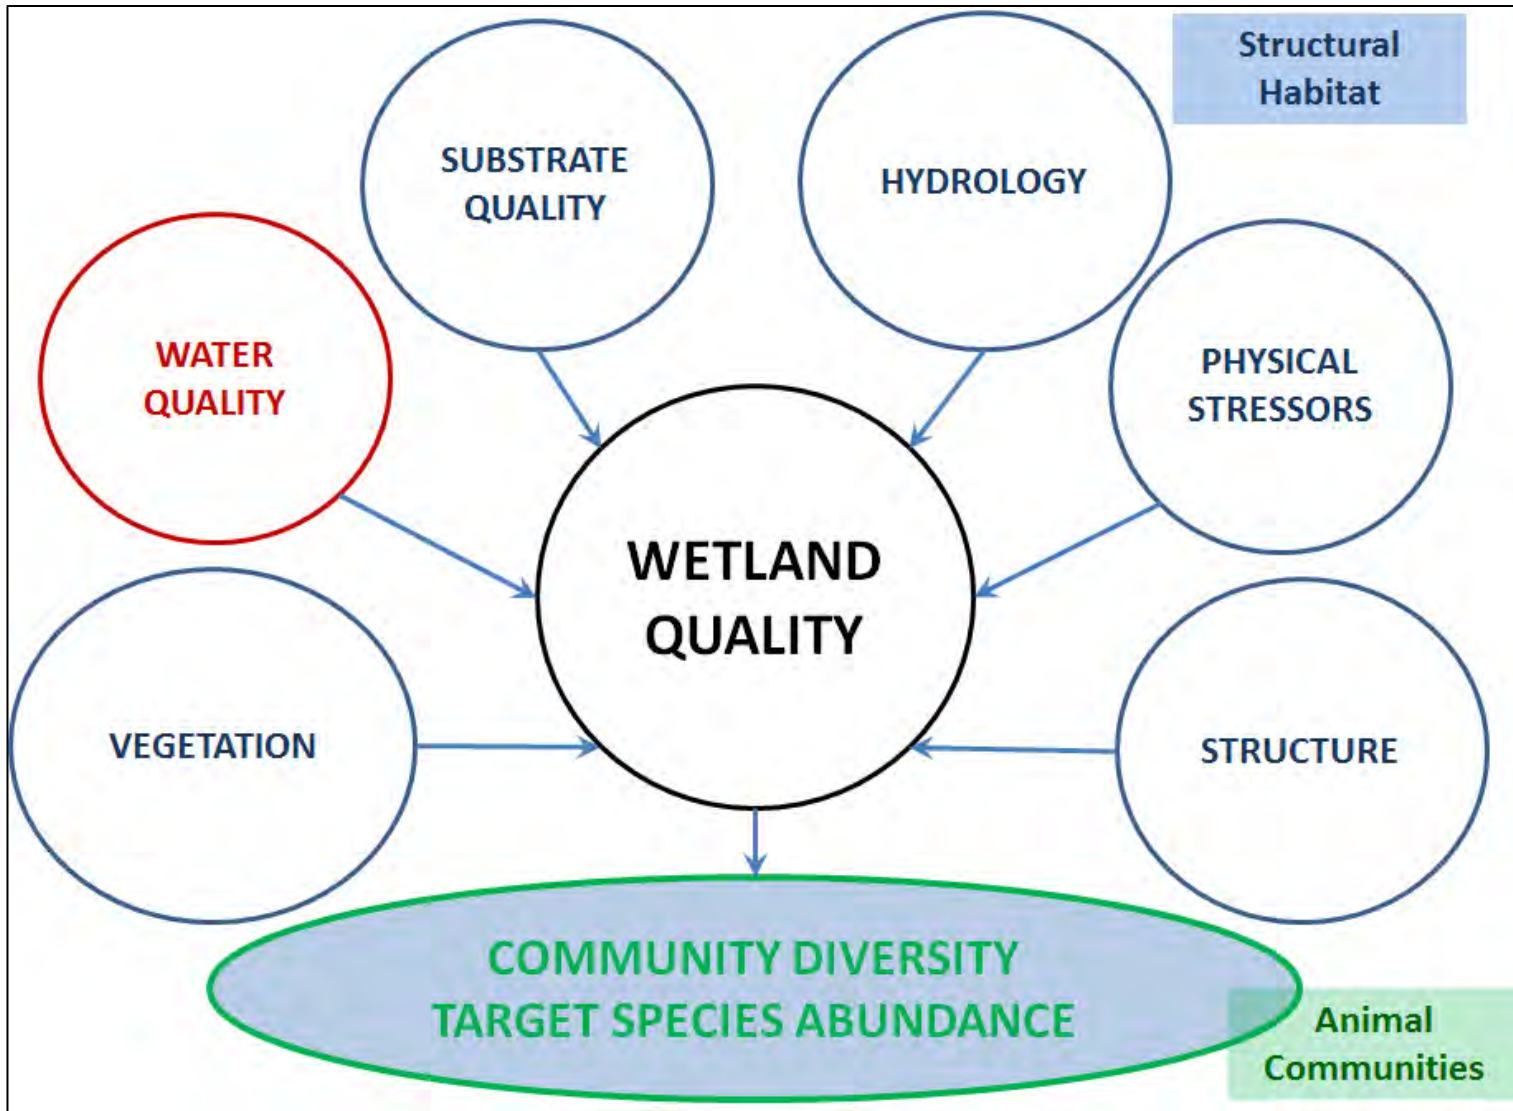 Structural
Habitat
SUBSTRATE
QUALITY
HYDROLOGY
WATER
QUALITY
PHYSICAL
STRESSORS
WETLAND
QUALITY
VEGETATION
STRUCTURE
COMMUNITY DIVERSITY
TARGET SPECIES ABUNDANCE
Animal
Communities